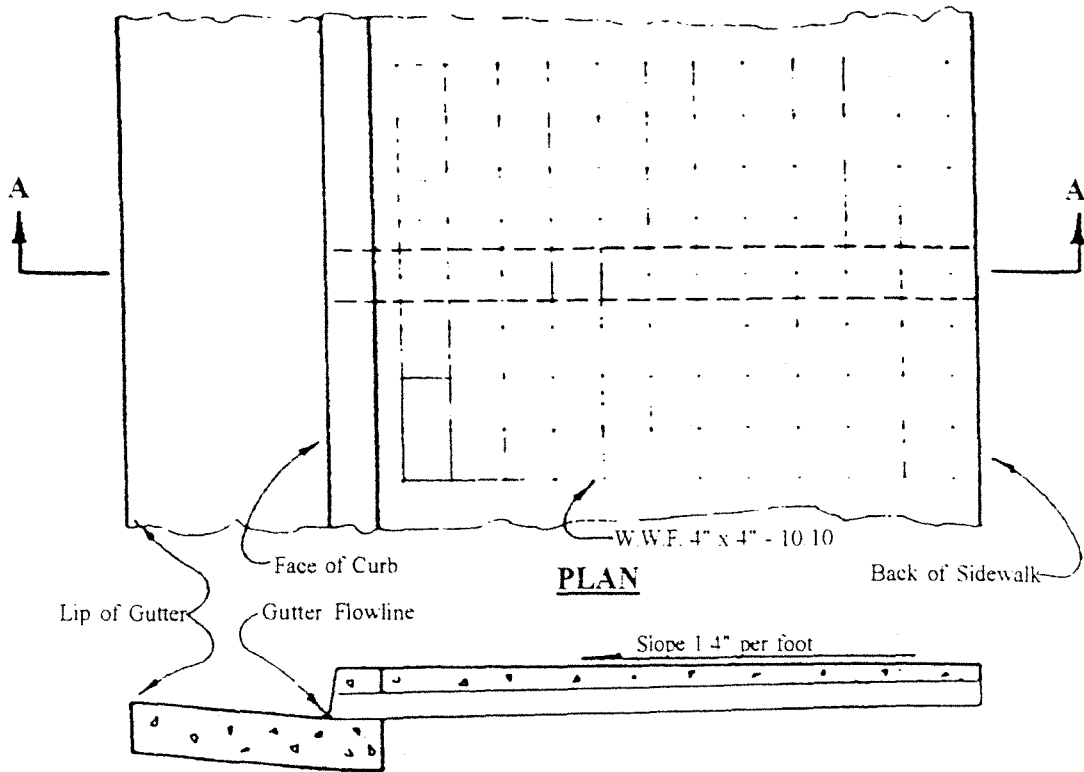 A A
W.W.F. 4" x 4" - 10.10
Face of Curb
PLAN
Back of Sidewalk
Lip of Gutter
Gutter Flowline
Slope 1 4" per foot